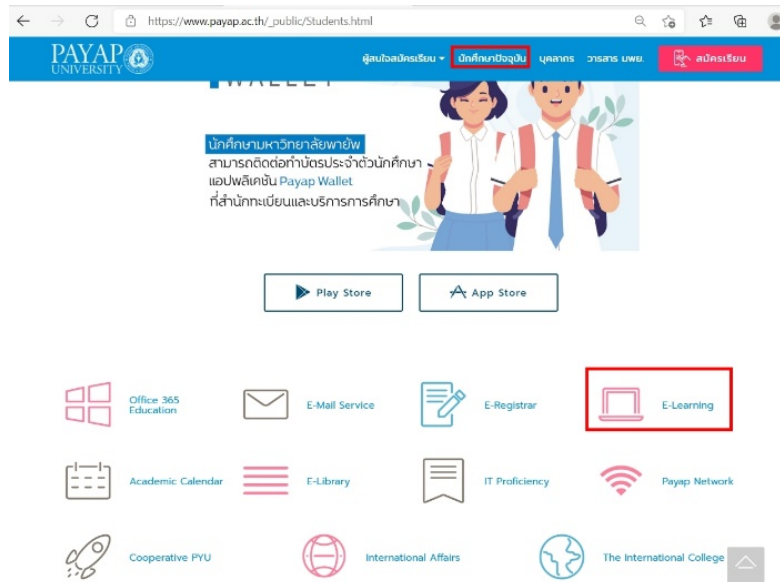 https://www.payap.ac.th/_public/Students.html
PAYAP
UNIVERSITY
ผู้สนใจสมัครเรียน
นักศึกษาปัจจุบัน
บุคลากร
วารสาร มพย.
สมัครเรียน
WALLET
นักศึกษามหาวิทยาลัยพายัพ
สามารถติดต่อทำบัตรประจำตัวนักศึกษา
แอปพลิเคชัน Payap Wallet
ที่สำนักทะเบียนและบริการการศึกษา
Play Store
App Store
Office 365
Education
E-Mail Service
E-Registrar
E-Learning
Academic Calendar
E-Library
IT Proficiency
Payap Network
Cooperative PYU
International Affairs
The International College